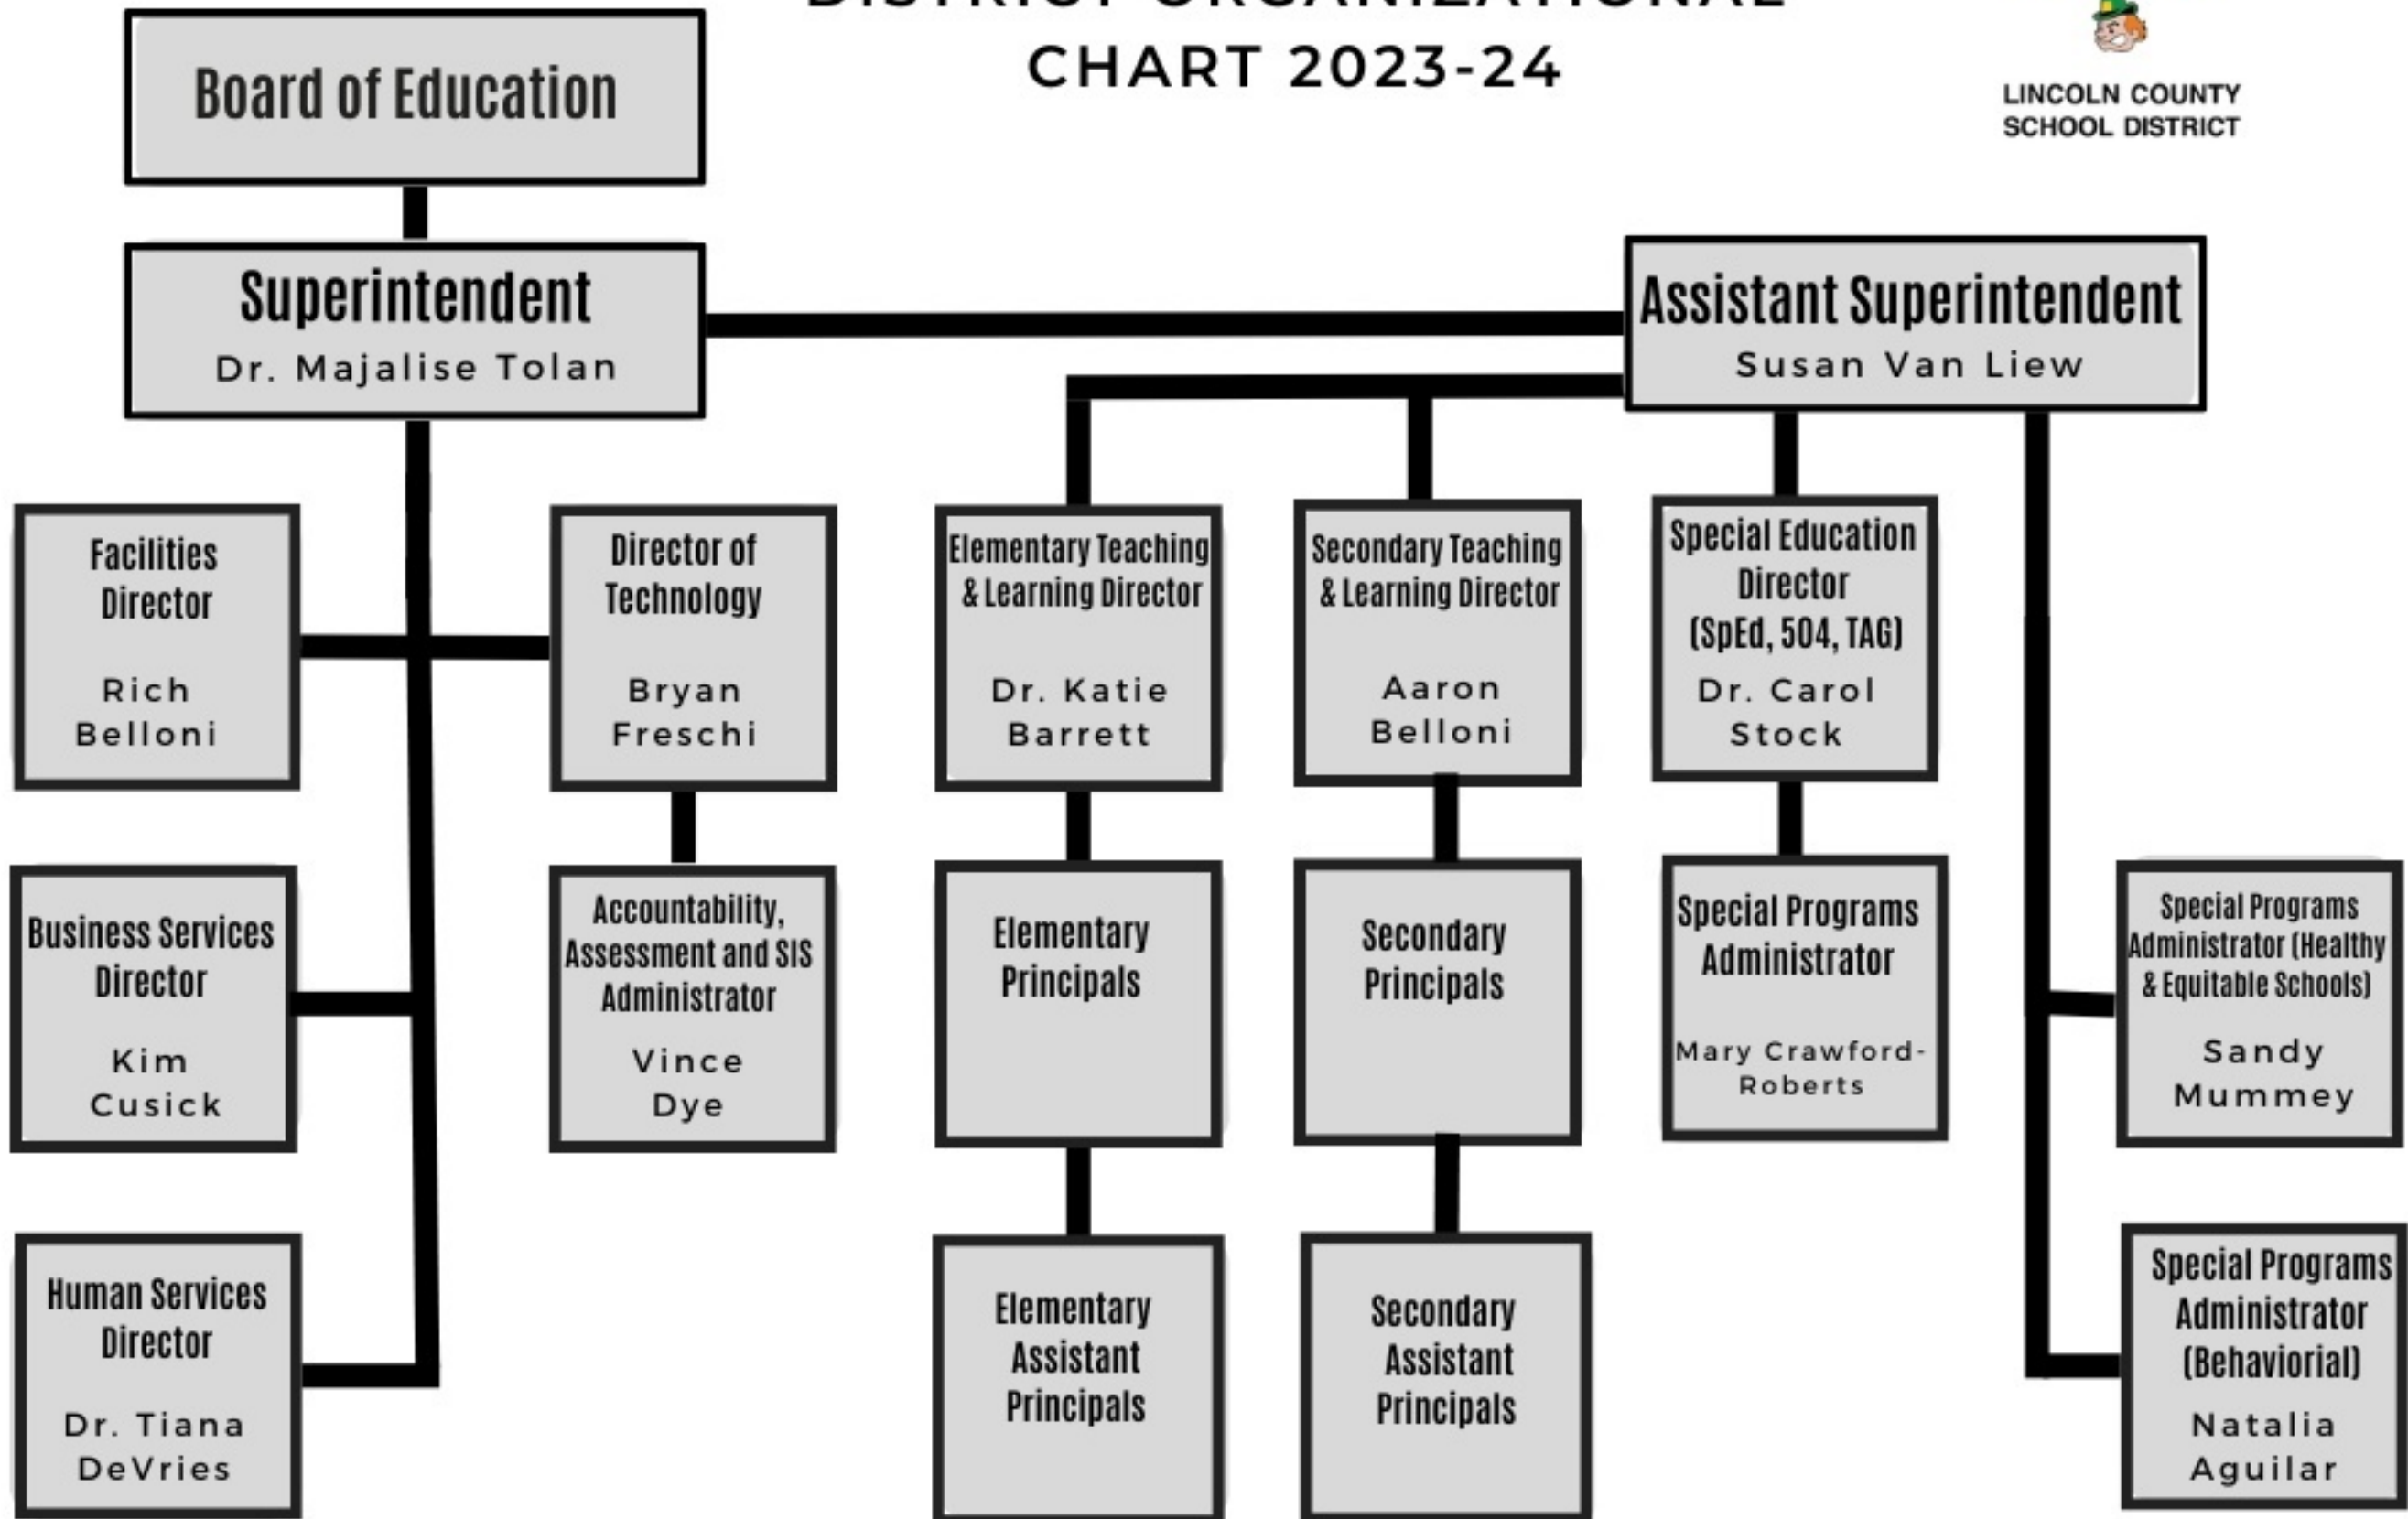 DISTRICT ORGANIZATIONAL
CHART 2023-24
LINCOLN COUNTY
SCHOOL DISTRICT
Board of Education
Superintendent
Dr. Majalise Tolan
Assistant Superintendent
Susan Van Liew
Facilities
Director
Rich
Belloni
Director of
Technology
Bryan
Freschi
Elementary Teaching
& Learning Director
Dr. Katie
Barrett
Secondary Teaching
& Learning Director
Aaron
Belloni
Special Education
Director
(SpEd, 504, TAG)
Dr. Carol
Stock
Business Services
Director
Kim
Cusick
Accountability,
Assessment and SIS
Administrator
Vince
Dye
Elementary
Principals
Secondary
Principals
Special Programs
Administrator
Mary Crawford-
Roberts
Special Programs
Administrator (Healthy
& Equitable Schools)
Sandy
Mummey
Human Services
Director
Dr. Tiana
DeVries
Elementary
Assistant
Principals
Secondary
Assistant
Principals
Special Programs
Administrator
(Behaviorial)
Natalia
Aguilar